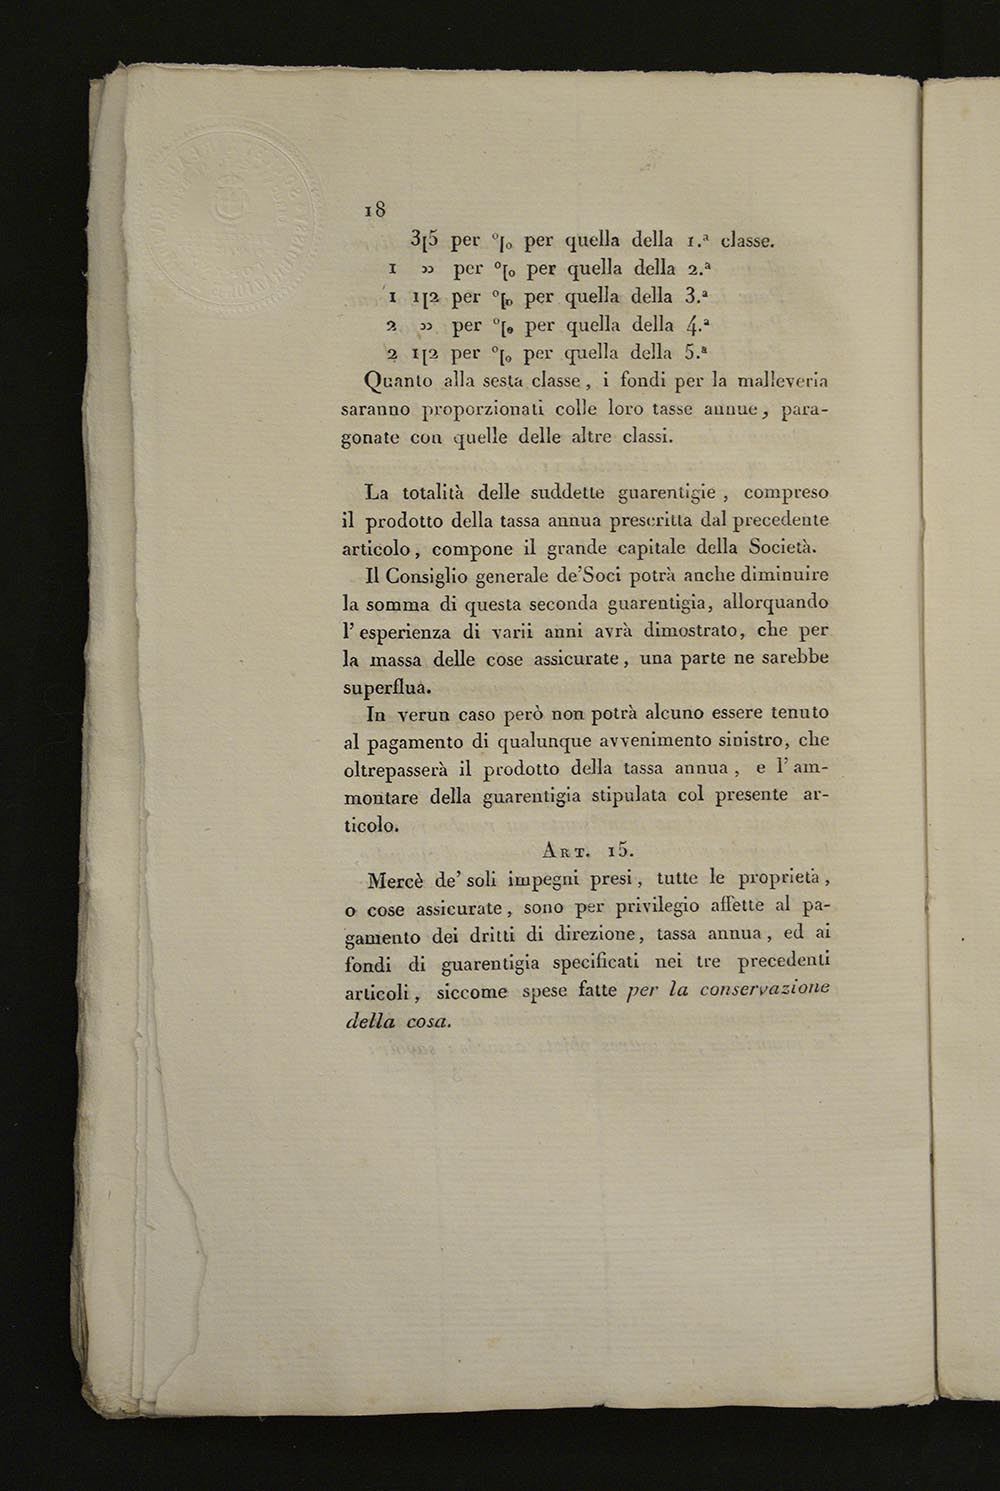 18
3[5 per °[o per quella della 1.ª classe.
1 » per °[o per quella della 2.ª
1 1[2 per °[o per quella della 3.ª
2 » per °[o per quella della 4.ª
2 1[2 per °[o per quella della 5.ª
Quanto alla sesta classe, i fondi per la malleveria
saranno proporzionati colle loro tasse annue, para-
gonate con quelle delle altre classi.
La totalità delle suddette guarentigie, compreso
il prodotto della tassa annua prescritta dal precedente
articolo, compone il grande capitale della Società.
Il Consiglio generale de' Soci potrà anche diminuire
la somma di questa seconda guarentigia, allorquando
l' esperienza di varii anni avrà dimostrato, che per
la massa delle cose assicurate, una parte ne sarebbe
superflua.
In verun caso però non potrà alcuno essere tenuto
al pagamento di qualunque avvenimento sinistro, che
oltrepasserà il prodotto della tassa annua, e l' am-
montare della guarentigia stipulata col presente ar-
ticolo.
ART. 15.
Mercè de' soli impegni presi, tutte le proprietà,
o cose assicurate, sono per privilegio affette al pa-
gamento dei dritti di direzione, tassa annua, ed ai
fondi di guarentigia specificati nei tre precedenti
articoli, siccome spese fatte per la conservazione
della cosa.